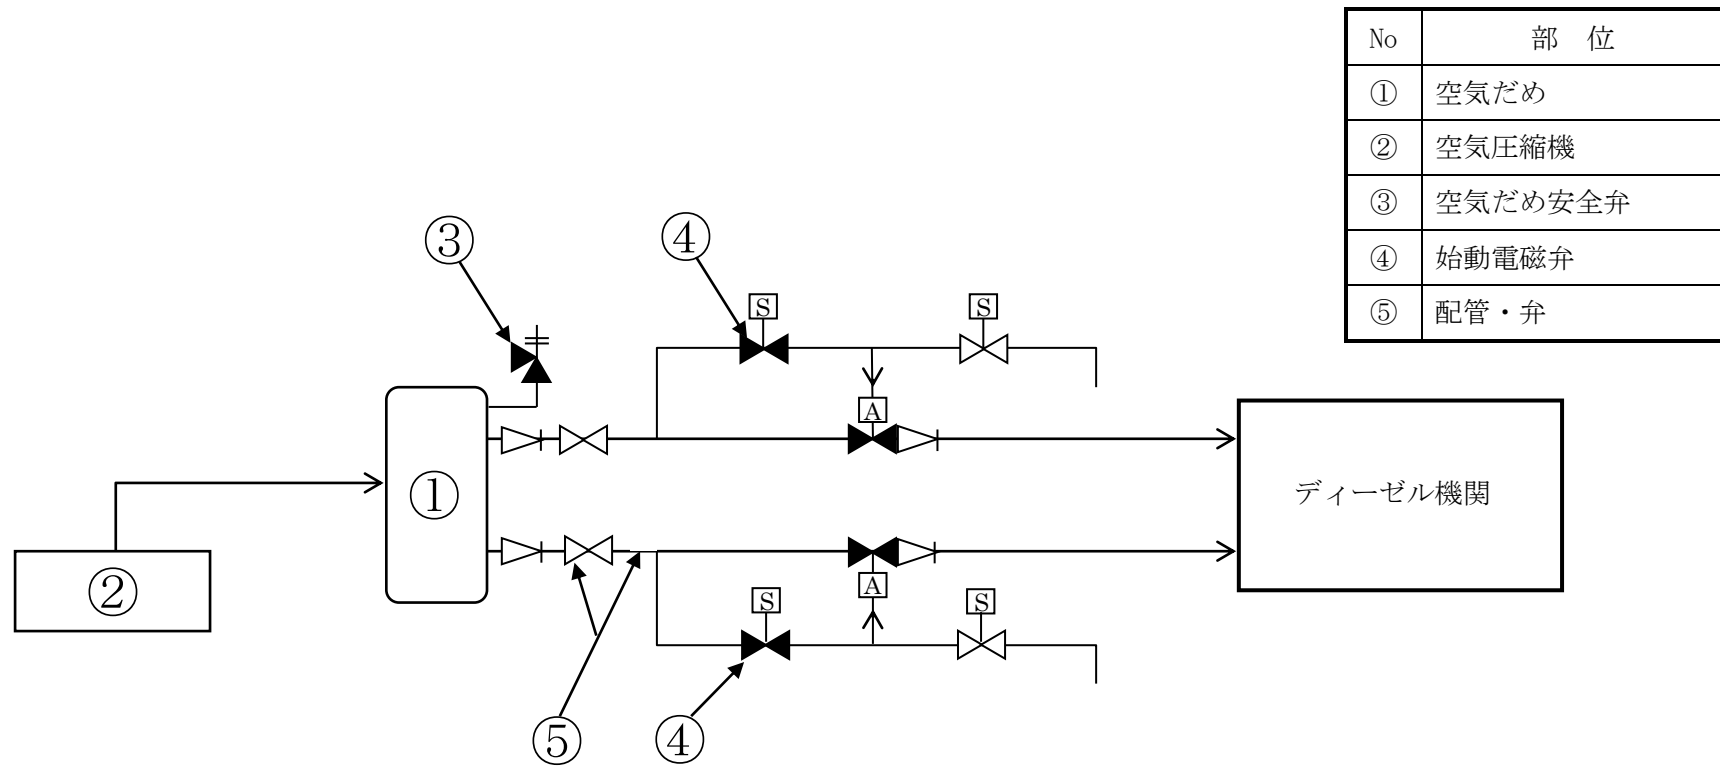 No 部 位
① 空気だめ
② 空気圧縮機
③ 空気だめ安全弁
④ 始動電磁弁
⑤ 配管・弁
③
④
S
S
A
①
ディーゼル機関
②
A
S
S
⑤
④